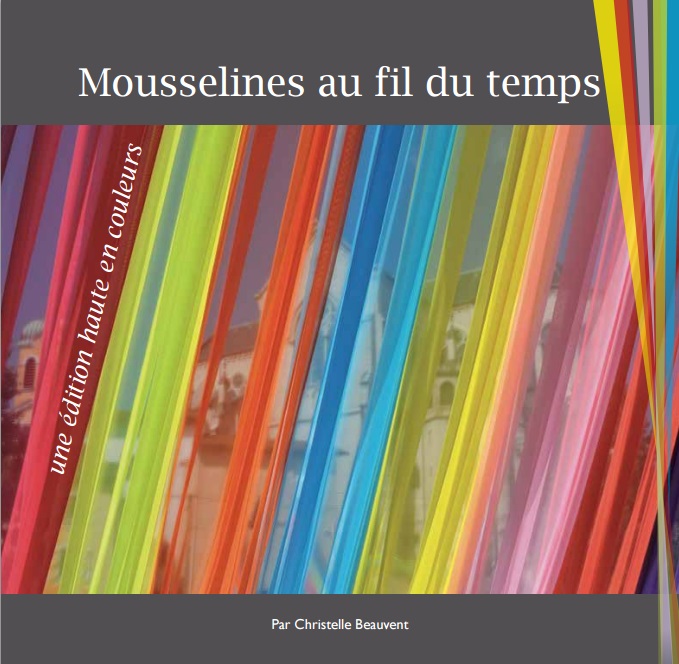 Mousselines au fil du temps
une édition haute en couleurs
Par Christelle Beauvent